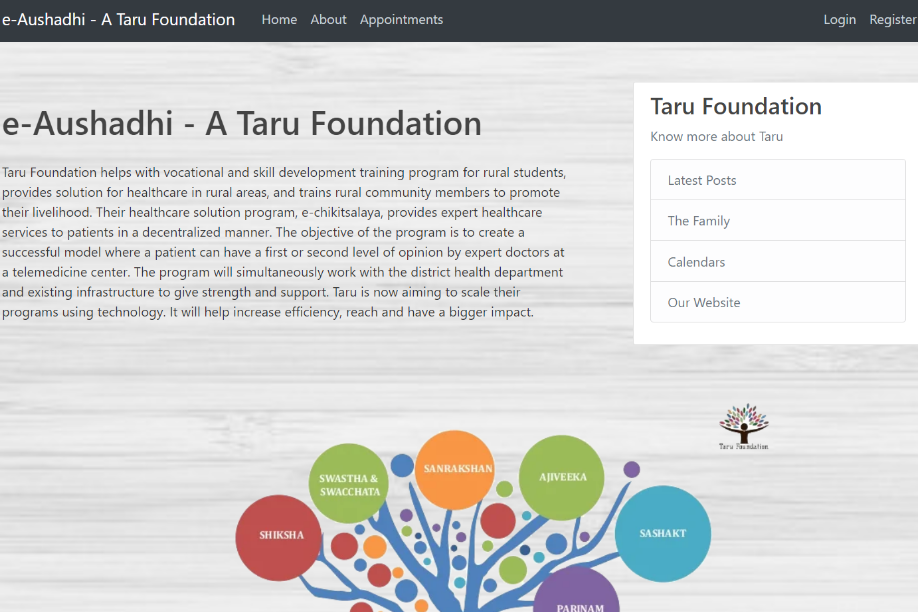 e-Aushadhi - A Taru Foundation Home About Appointments Login Register
e-Aushadhi - A Taru Foundation
Taru Foundation helps with vocational and skill development training program for rural students,
provides solution for healthcare in rural areas, and trains rural community members to promote
their livelihood. Their healthcare solution program, e-chikitsalaya, provides expert healthcare
services to patients in a decentralized manner. The objective of the program is to create a
successful model where a patient can have a first or second level of opinion by expert doctors at
a telemedicine center. The program will simultaneously work with the district health department
and existing infrastructure to give strength and support. Taru is now aiming to scale their
programs using technology. It will help increase efficiency, reach and have a bigger impact.
Taru Foundation
Know more about Taru
Latest Posts
The Family
Calendars
Our Website
Taru Foundation
SWASTHA &
SWACCHATA
SANRAKSHAN
AJIVEEKA
SHIKSHA
SASHAKT
PARINAM